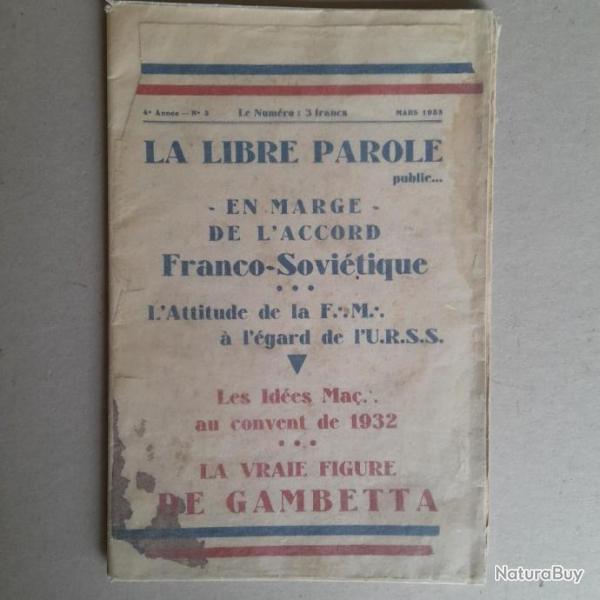 4e Année — No 3 Le Numéro : 3 francs MARS 1933
LA LIBRE PAROLE
public...
- EN MARGE -
DE L'ACCORD
Franco-Soviétique
• • •
L'Attitude de la F∴M∴
à l'égard de l'U.R.S.S.
Les Idées Maç∴
au convent de 1932
• • •
LA VRAIE FIGURE
DE GAMBETTA
NaturaBuy